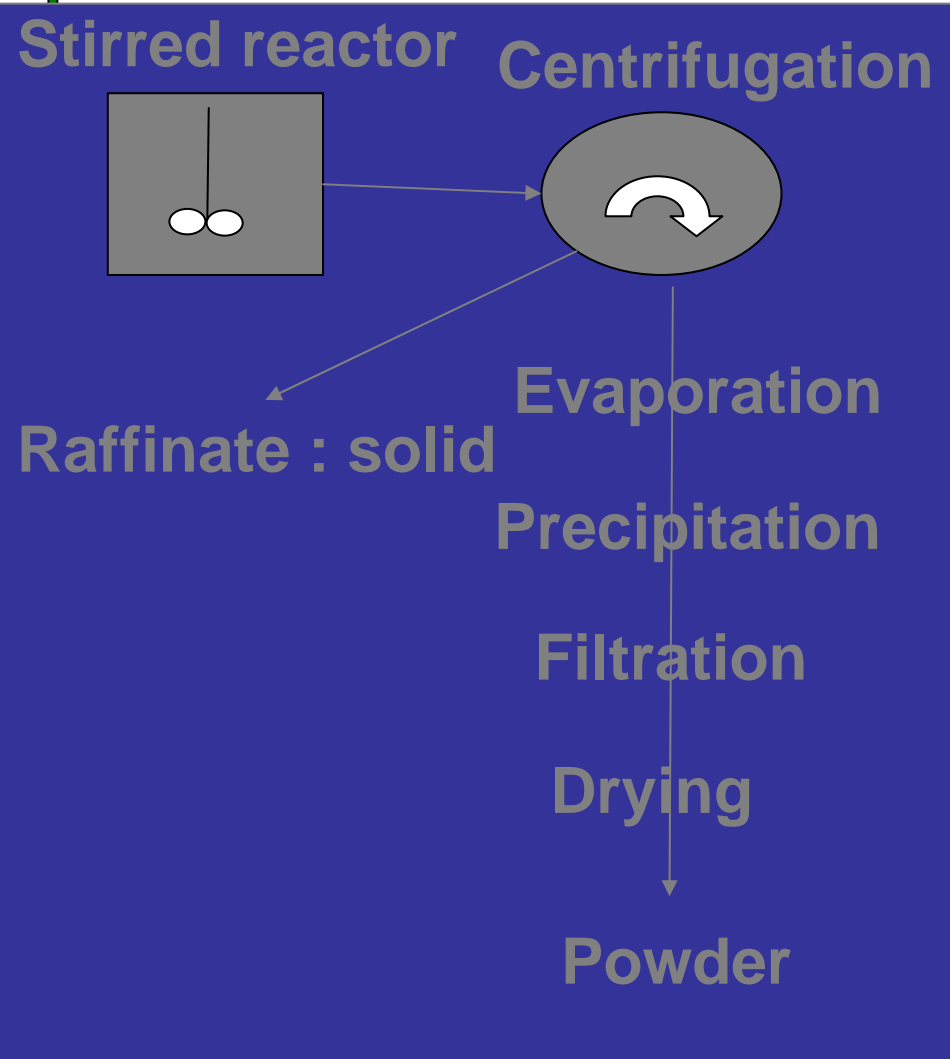 Stirred reactor
Centrifugation
Raffinate : solid
Evaporation
Precipitation
Filtration
Drying
Powder